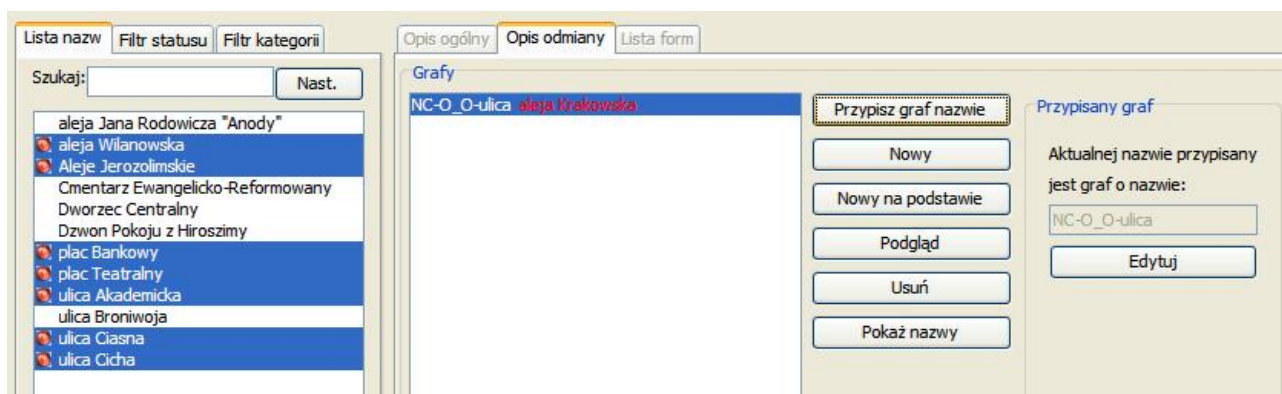 Lista nazw Filtr statusu Filtr kategorii
Szukaj: Nast.
aleja Jana Rodowicza "Anody"
aleja Wilanowska
Aleje Jerozolimskie
Cmentarz Ewangelicko-Reformowany
Dworzec Centralny
Dzwon Pokoju z Hiroszimy
plac Bankowy
plac Teatralny
ulica Akademicka
ulica Broniwoja
ulica Ciasna
ulica Cicha
Opis ogólny Opis odmiany Lista form
Grafy
NC-O_O-ulica aleja Krakowska
Przypisz graf nazwie
Nowy
Nowy na podstawie
Podgląd
Usuń
Pokaż nazwy
Przypisany graf
Aktualnej nazwie przypisany
jest graf o nazwie:
NC-O_O-ulica
Edytuj